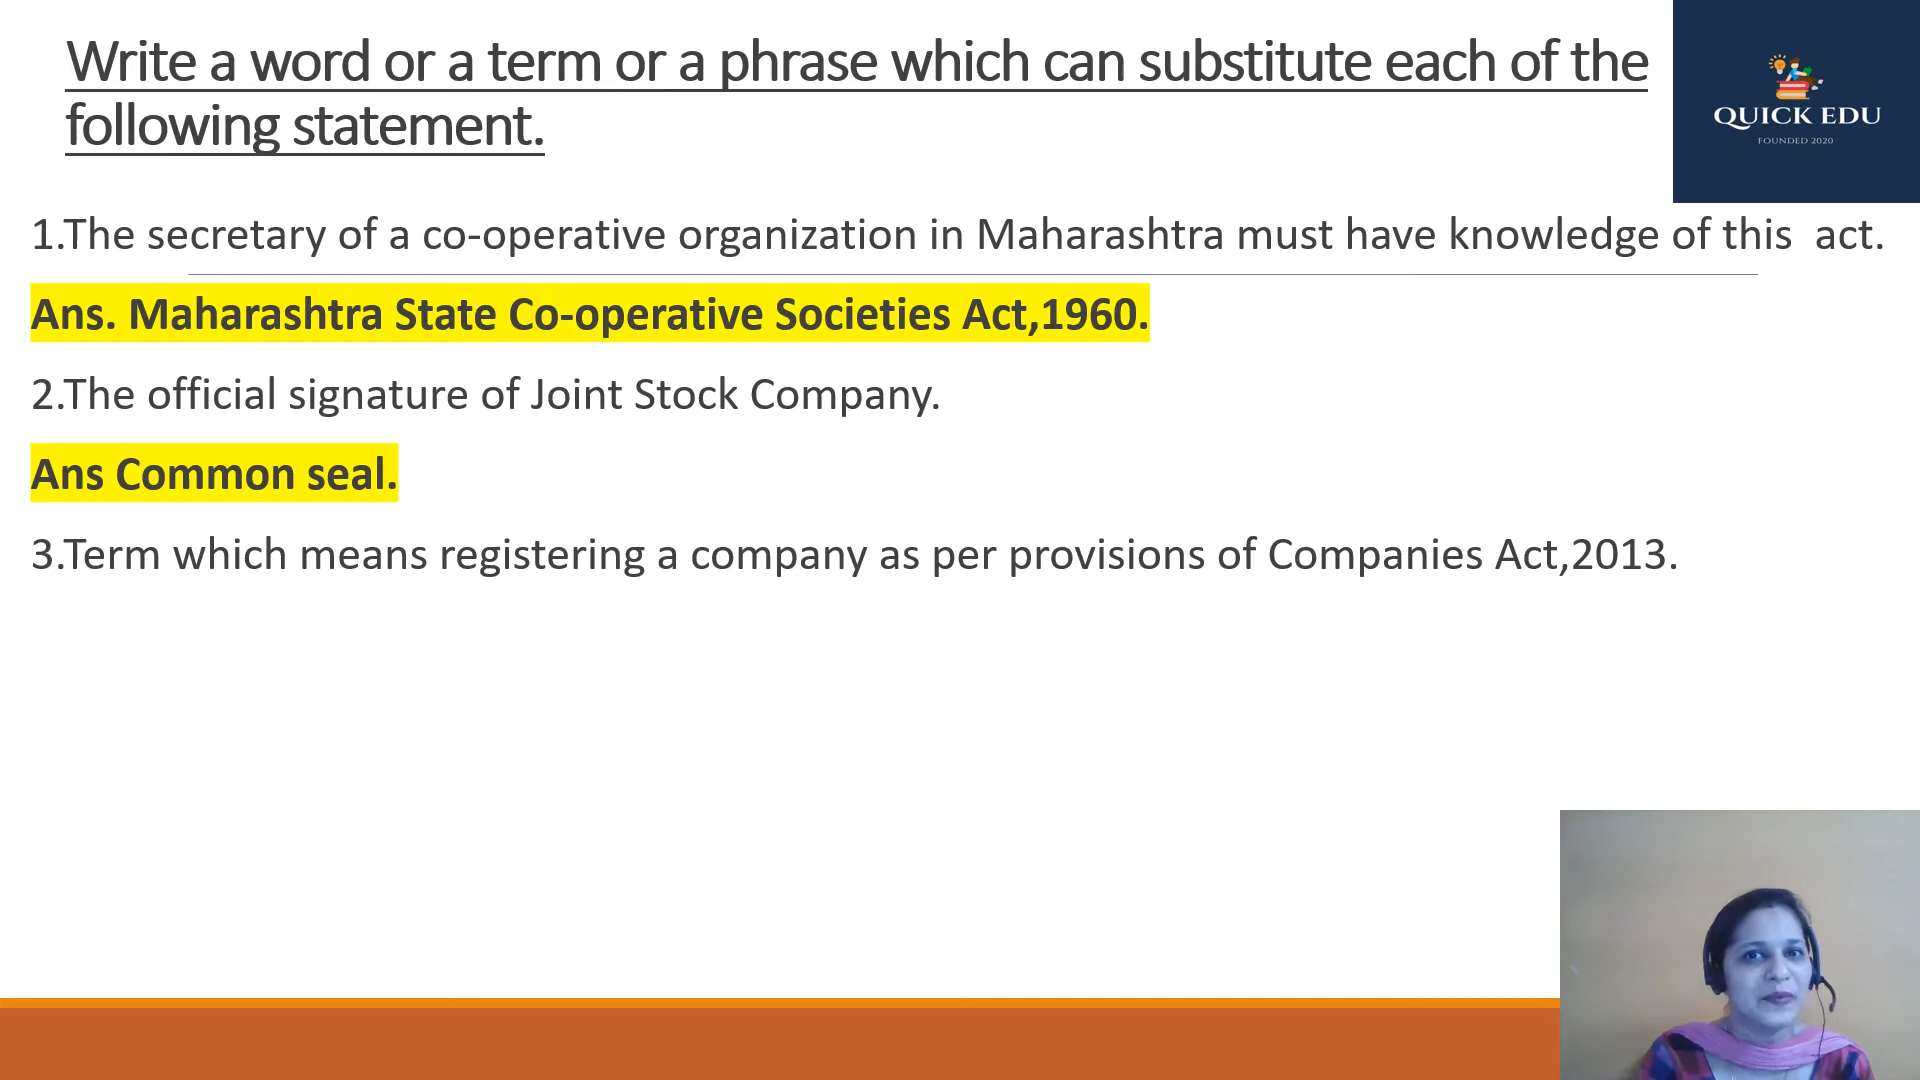 Write a word or a term or a phrase which can substitute each of the
following statement.
QUICK EDU
FOUNDED 2020
1.The secretary of a co-operative organization in Maharashtra must have knowledge of this  act.
Ans. Maharashtra State Co-operative Societies Act,1960.
2.The official signature of Joint Stock Company.
Ans Common seal.
3.Term which means registering a company as per provisions of Companies Act,2013.